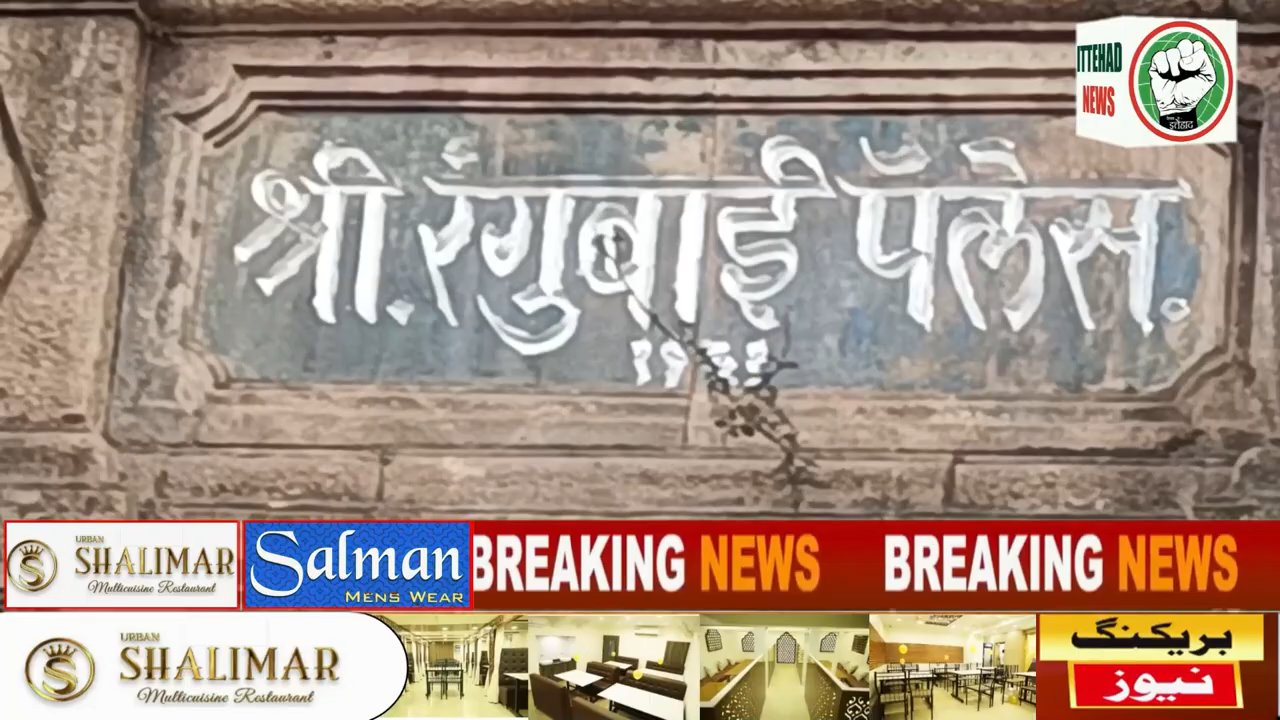 ITTEHAD
NEWS
इत्तेहाद
श्री. रंगुबाई पॅलेस.
URBAN
SHALIMAR
Multicuisine Restaurant
Salman
MENS WEAR
BREAKING NEWS
BREAKING NEWS
URBAN
SHALIMAR
Multicuisine Restaurant
بریکنگ
نیوز